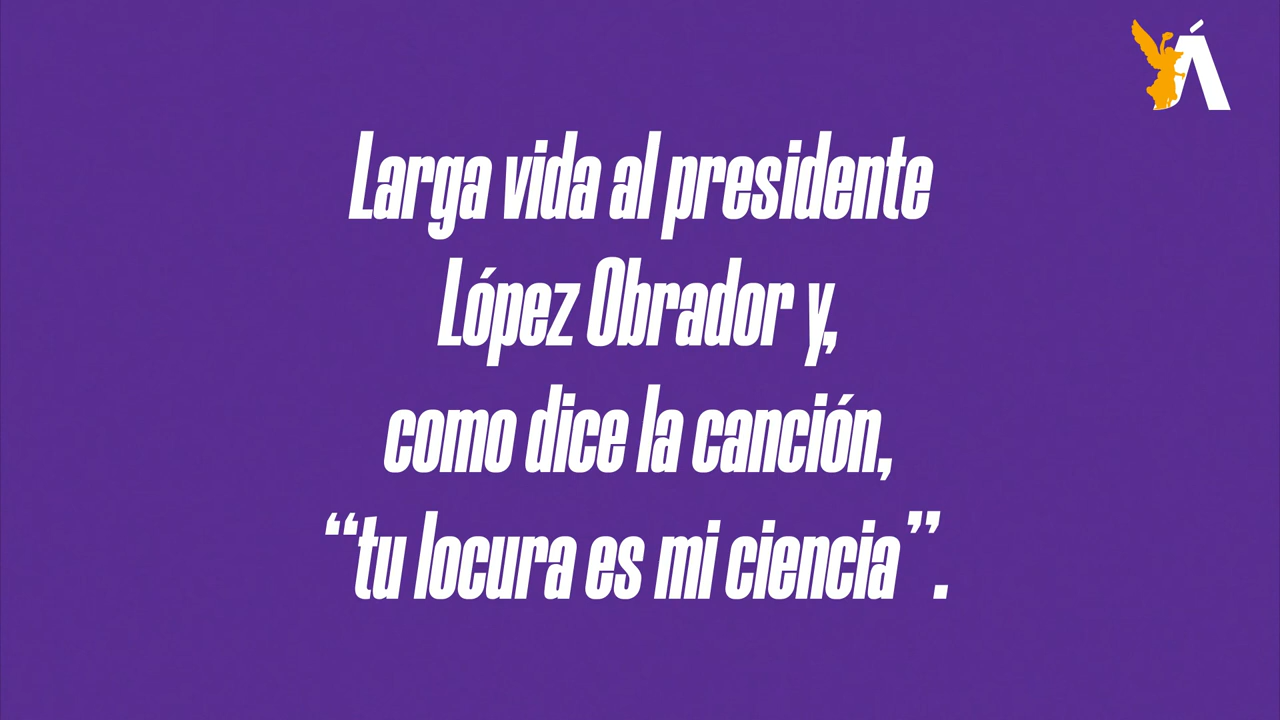 Á
Larga vida al presidente
López Obrador y,
como dice la canción,
“tu locura es mi ciencia”.